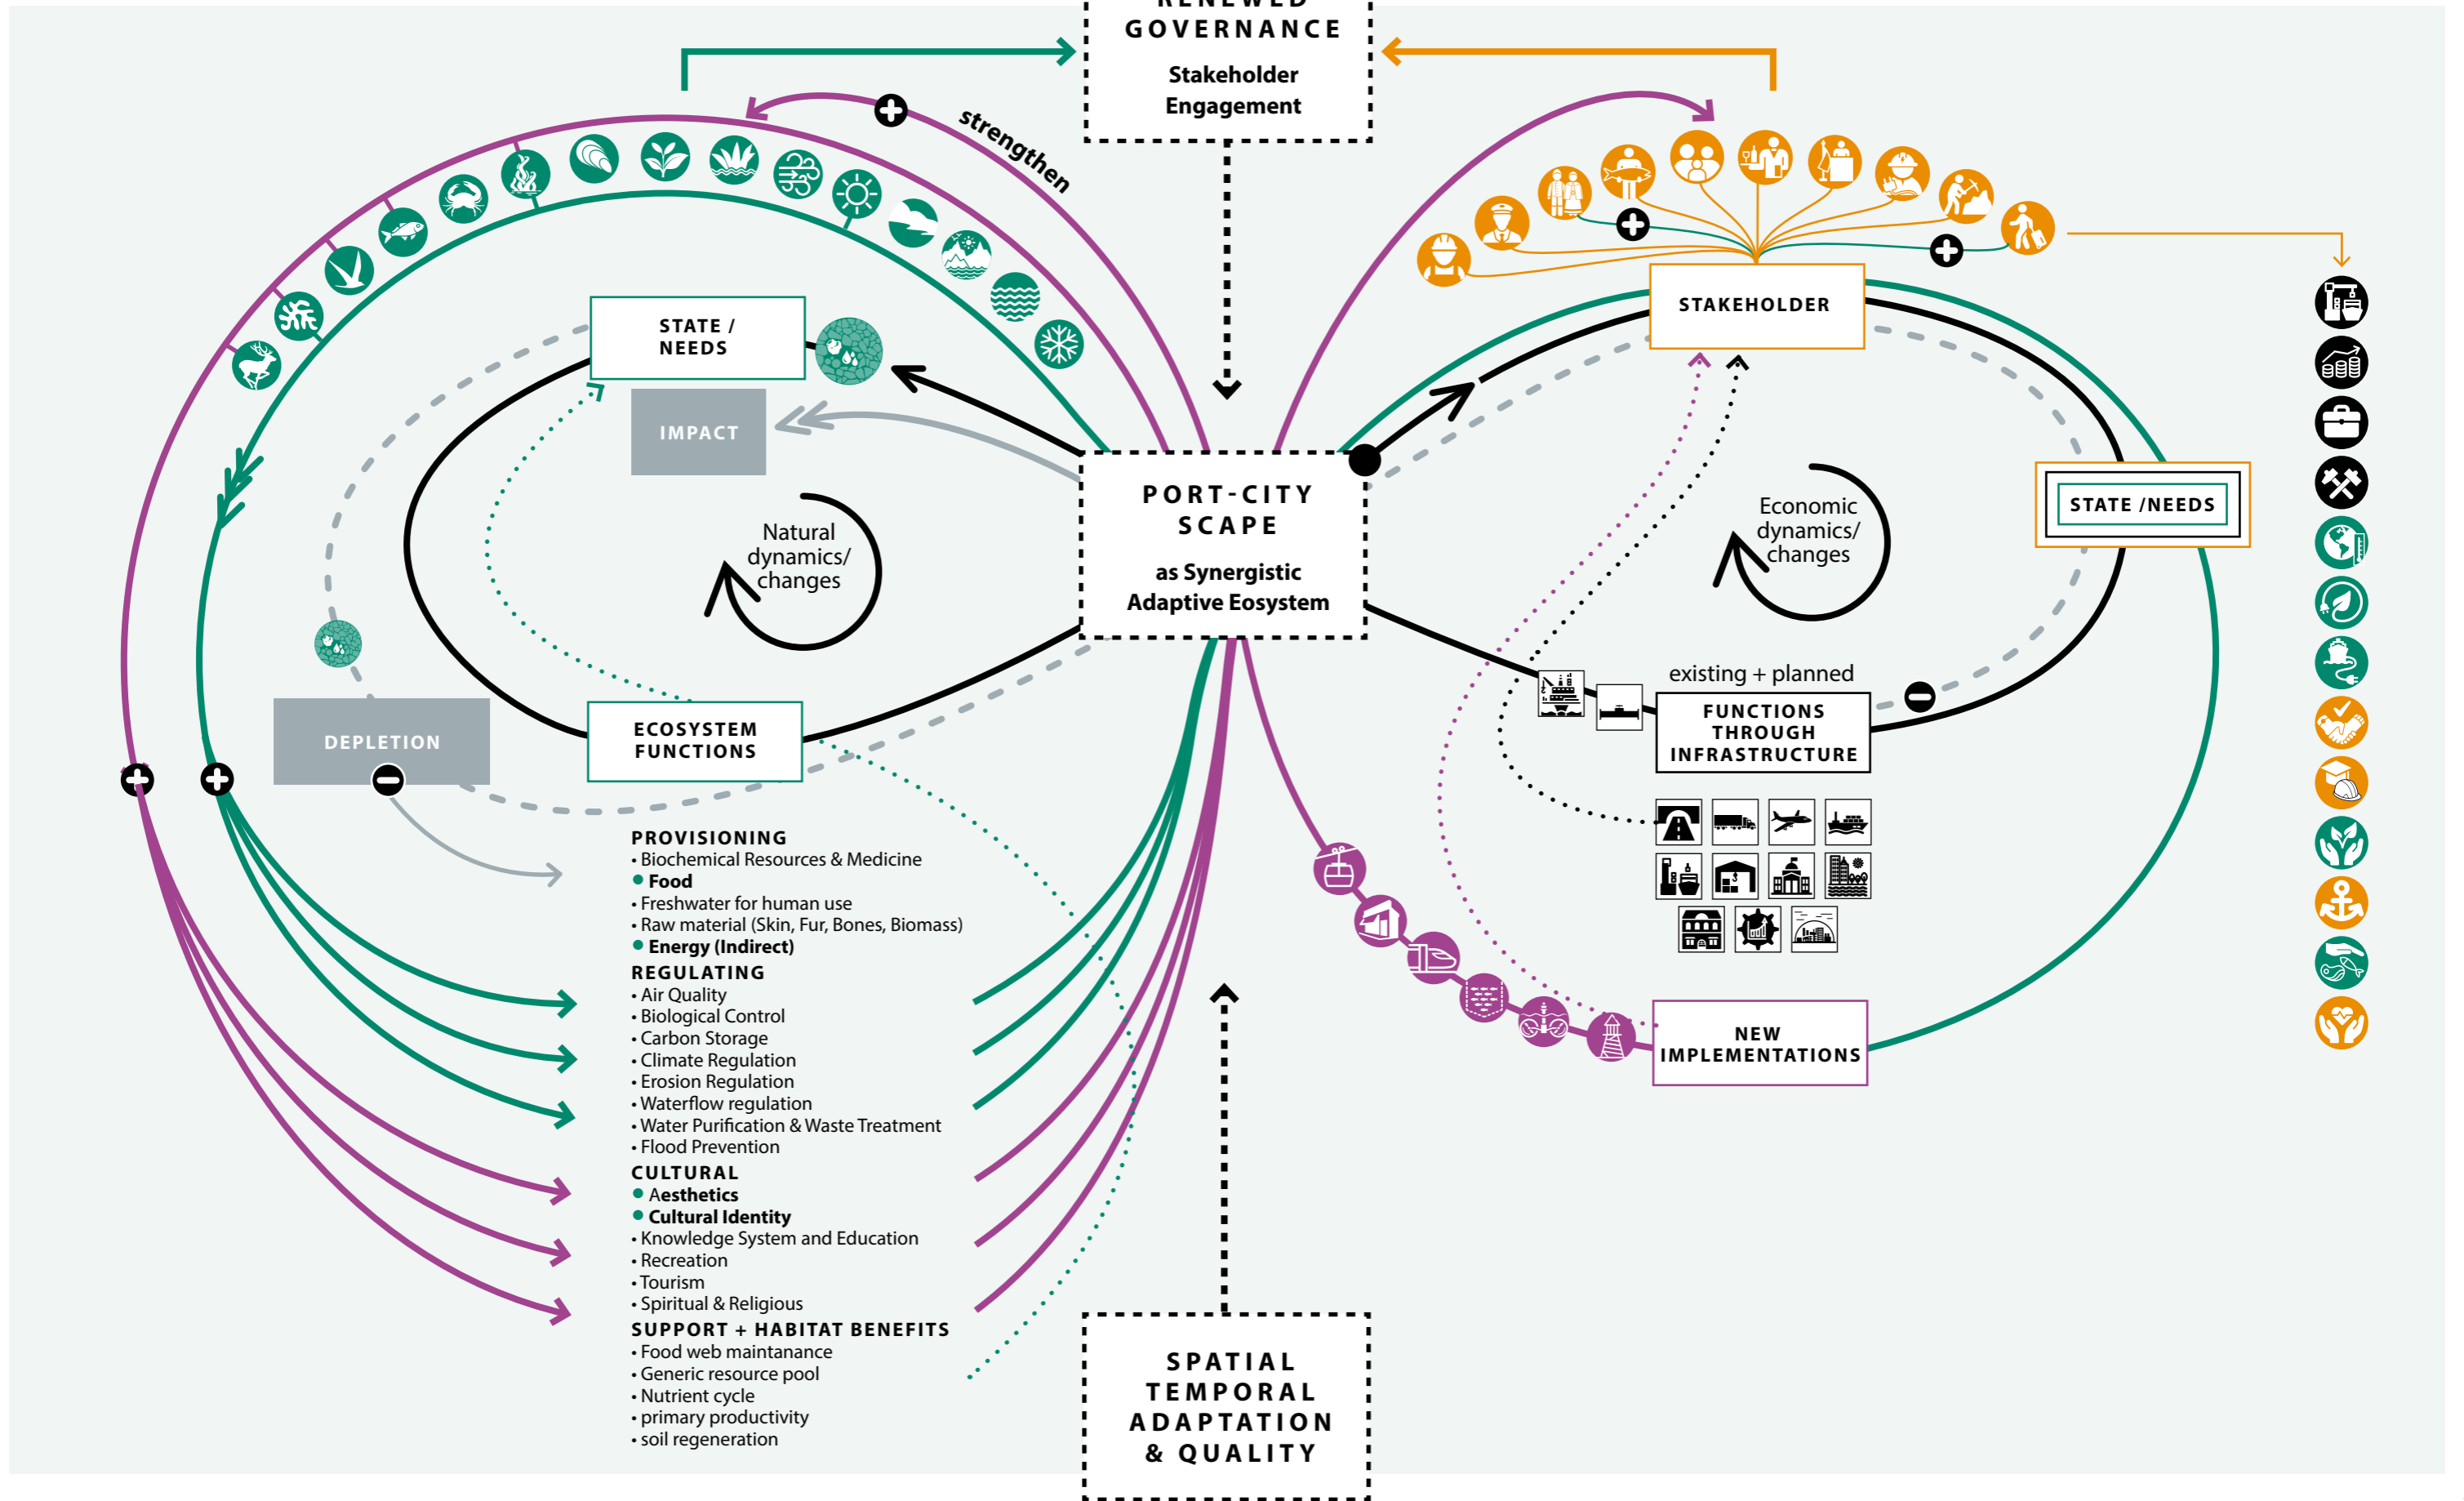 RENEWED
GOVERNANCE
Stakeholder
Engagement
strengthen
STATE /
NEEDS
IMPACT
Natural
dynamics/
changes
DEPLETION
ECOSYSTEM
FUNCTIONS
PORT-CITY
SCAPE
as Synergistic
Adaptive Eosystem
STAKEHOLDER
Economic
dynamics/
changes
STATE /NEEDS
existing + planned
FUNCTIONS
THROUGH
INFRASTRUCTURE
NEW
IMPLEMENTATIONS
PROVISIONING
• Biochemical Resources & Medicine
• Food
• Freshwater for human use
• Raw material (Skin, Fur, Bones, Biomass)
• Energy (Indirect)
REGULATING
• Air Quality
• Biological Control
• Carbon Storage
• Climate Regulation
• Erosion Regulation
• Waterflow regulation
• Water Purification & Waste Treatment
• Flood Prevention
CULTURAL
• Aesthetics
• Cultural Identity
• Knowledge System and Education
• Recreation
• Tourism
• Spiritual & Religious
SUPPORT + HABITAT BENEFITS
• Food web maintanance
• Generic resource pool
• Nutrient cycle
• primary productivity
• soil regeneration
SPATIAL
TEMPORAL
ADAPTATION
& QUALITY